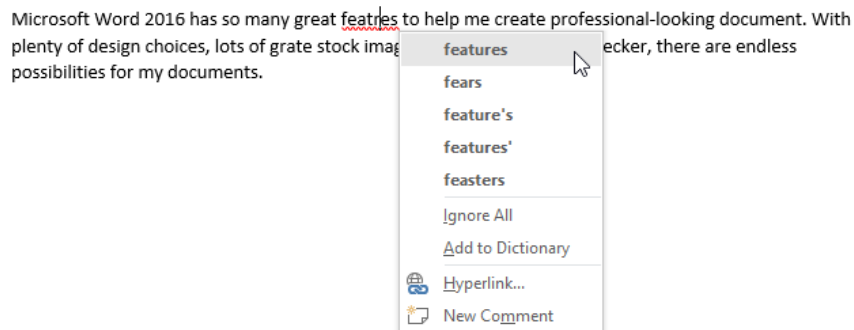 Microsoft Word 2016 has so many great featres to help me create professional-looking document. With
plenty of design choices, lots of grate stock
features
ecker, there are endless
possibilities for my documents.
fears
feature's
features'
feasters
Ignore All
Add to Dictionary
Hyperlink...
New Comment